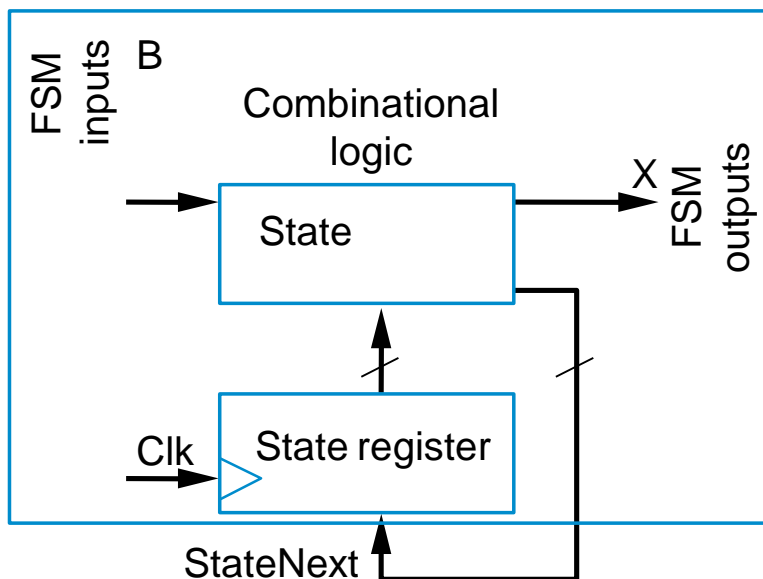 FSM
inputs
B
Combinational
logic
X
FSM
outputs
State
Clk
State register
StateNext